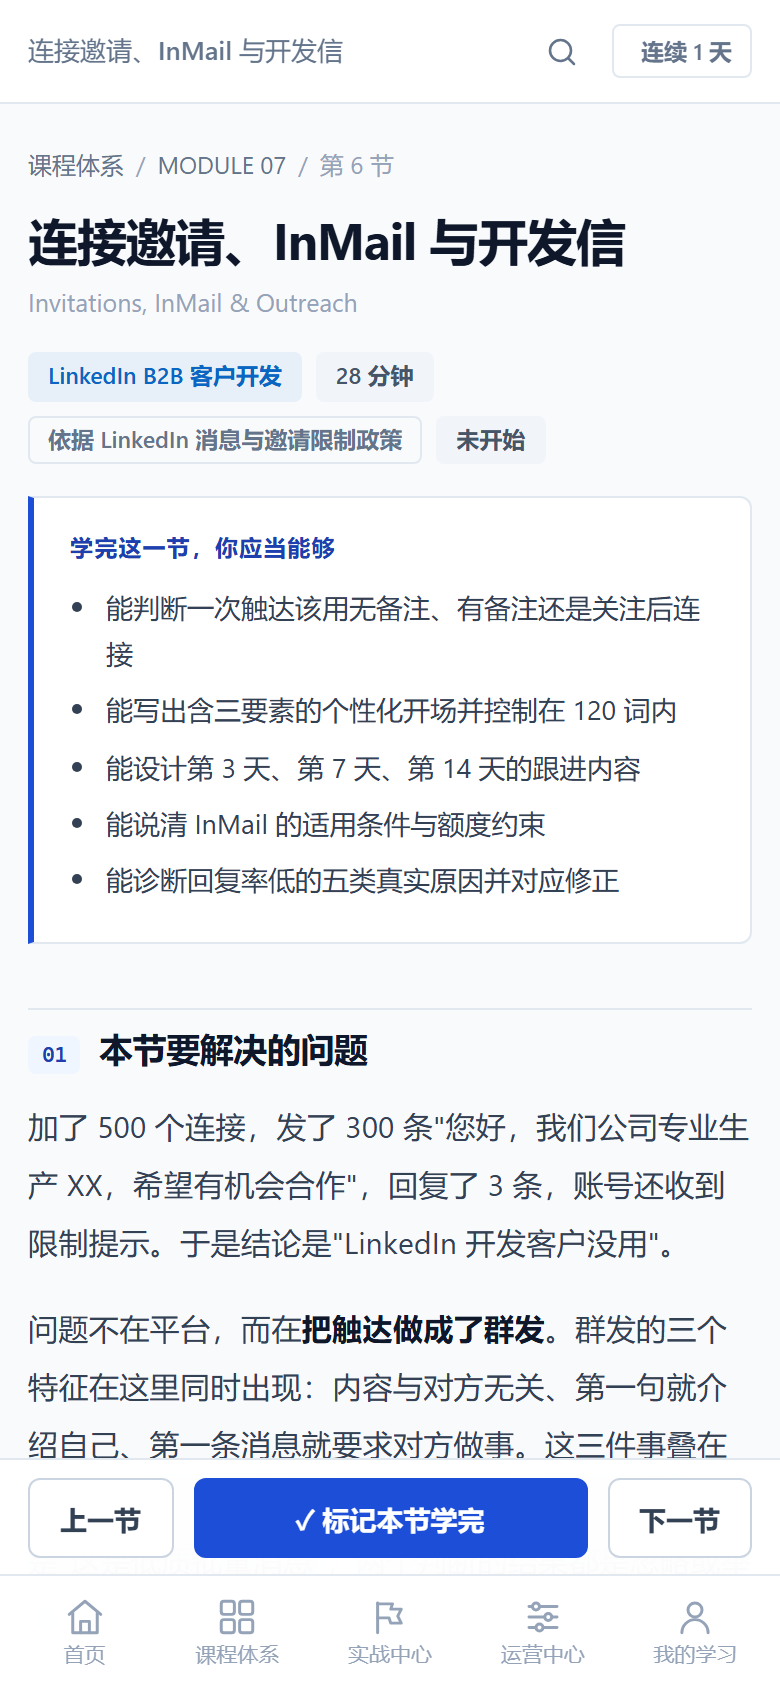 连接邀请、InMail 与开发信
连续 1 天
课程体系 / MODULE 07 / 第 6 节
连接邀请、InMail 与开发信
Invitations, InMail & Outreach
LinkedIn B2B 客户开发
28 分钟
依据 LinkedIn 消息与邀请限制政策
未开始
学完这一节，你应当能够
能判断一次触达该用无备注、有备注还是关注后连
接
能写出含三要素的个性化开场并控制在 120 词内
能设计第 3 天、第 7 天、第 14 天的跟进内容
能说清 InMail 的适用条件与额度约束
能诊断回复率低的五类真实原因并对应修正
01 本节要解决的问题
加了 500 个连接，发了 300 条"您好，我们公司专业生
产 XX，希望有机会合作"，回复了 3 条，账号还收到
限制提示。于是结论是"LinkedIn 开发客户没用"。
问题不在平台，而在把触达做成了群发。群发的三个
特征在这里同时出现：内容与对方无关、第一句就介
绍自己、第一条消息就要求对方做事。这三件事叠在
上一节
✓ 标记本节学完
下一节
首页
课程体系
实战中心
运营中心
我的学习